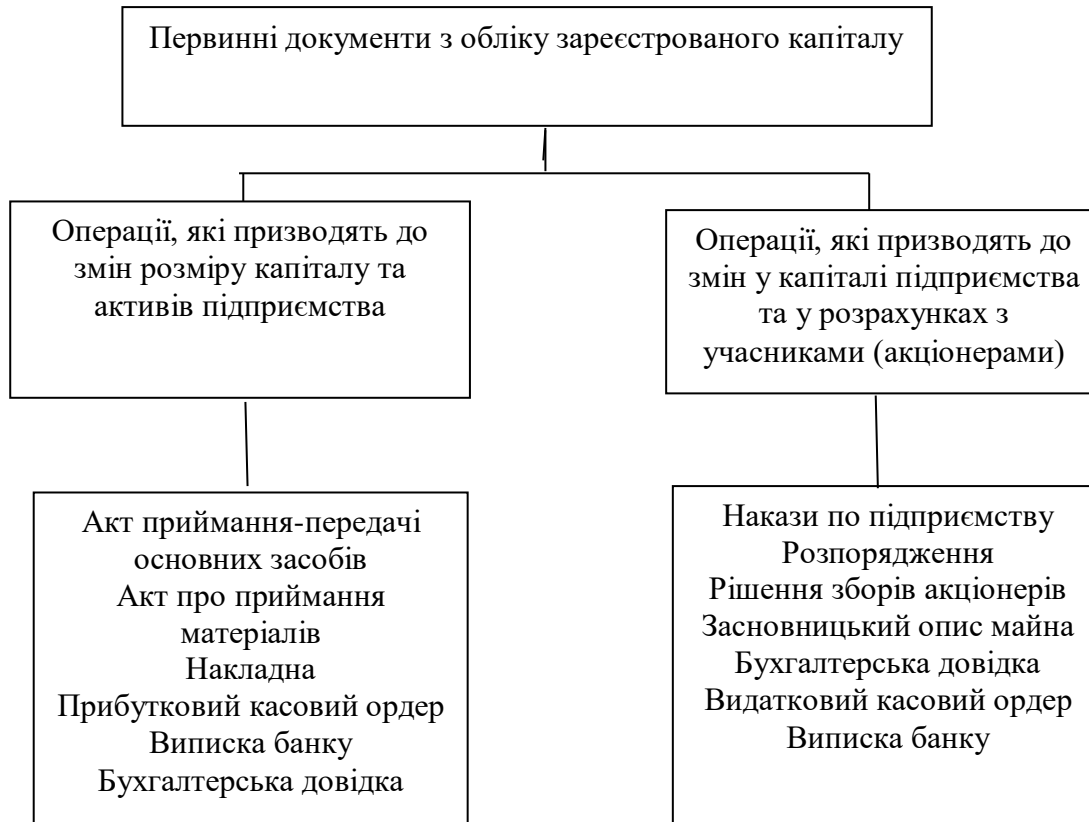 Первинні документи з обліку зареєстрованого капіталу
Операції, які призводять до
змін розміру капіталу та
активів підприємства
Операції, які призводять до
змін у капіталі підприємства
та у розрахунках з
учасниками (акціонерами)
Акт приймання-передачі
основних засобів
Акт про приймання
матеріалів
Накладна
Прибутковий касовий ордер
Виписка банку
Бухгалтерська довідка
Накази по підприємству
Розпорядження
Рішення зборів акціонерів
Засновницький опис майна
Бухгалтерська довідка
Видатковий касовий ордер
Виписка банку